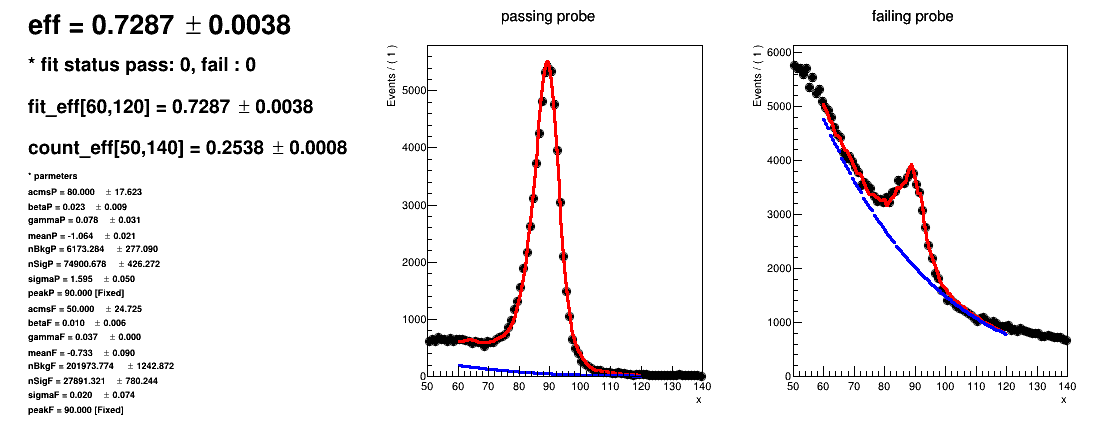 eff = 0.7287 ± 0.0038
* fit status pass: 0, fail : 0
fit_eff[60,120] = 0.7287 ± 0.0038
count_eff[50,140] = 0.2538 ± 0.0008
* parmeters
acmsP = 80.000 ± 17.623
betaP = 0.023 ± 0.009
gammaP = 0.078 ± 0.031
meanP = -1.064 ± 0.021
nBkgP = 6173.284 ± 277.090
nSigP = 74900.678 ± 426.272
sigmaP = 1.595 ± 0.050
peakP = 90.000 [Fixed]
acmsF = 50.000 ± 24.725
betaF = 0.010 ± 0.006
gammaF = 0.037 ± 0.000
meanF = -0.733 ± 0.090
nBkgF = 201973.774 ± 1242.872
nSigF = 27891.321 ± 780.244
sigmaF = 0.020 ± 0.074
peakF = 90.000 [Fixed]
passing probe
Events / ( 1 )
5000
4000
3000
2000
1000
0
50 60 70 80 90 100 110 120 130 140
x
failing probe
Events / ( 1 )
6000
5000
4000
3000
2000
1000
0
50 60 70 80 90 100 110 120 130 140
x